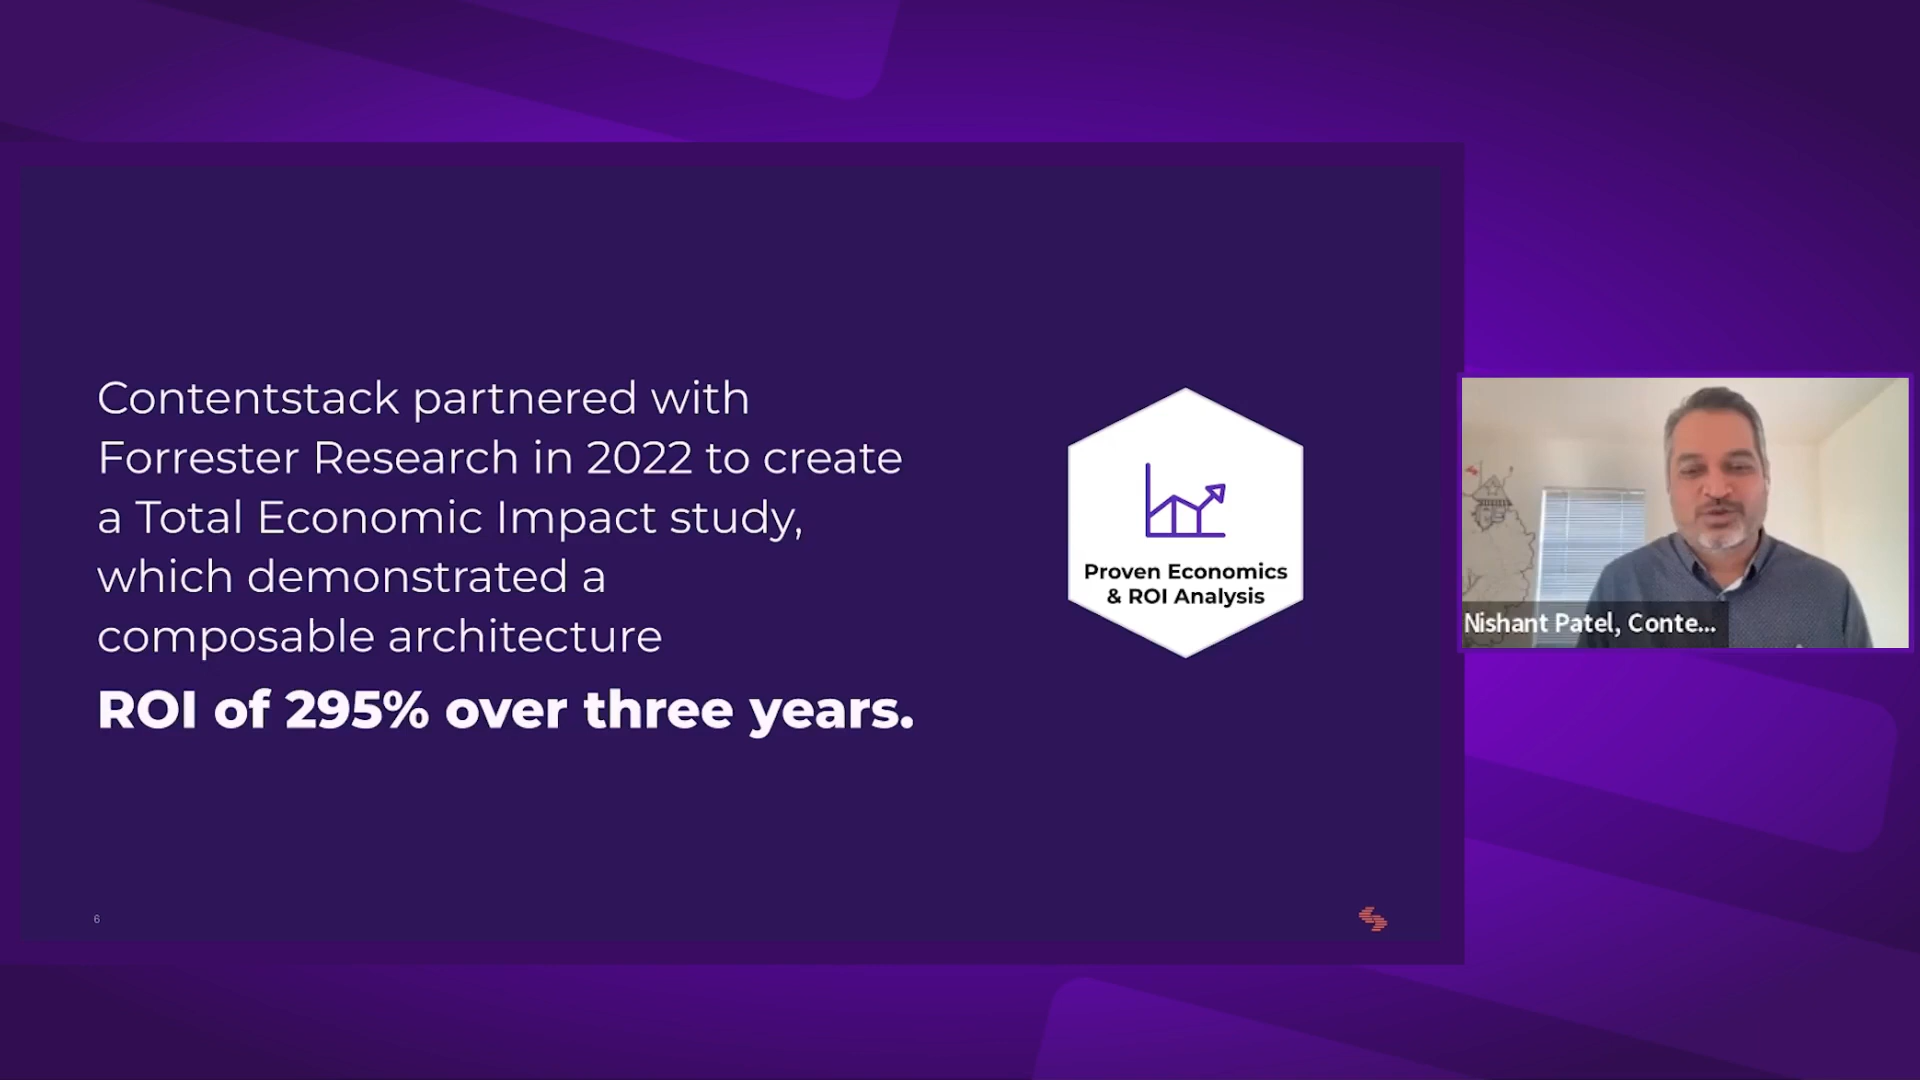 Contentstack partnered with
Forrester Research in 2022 to create
a Total Economic Impact study,
which demonstrated a
composable architecture
ROI of 295% over three years.
Proven Economics
& ROI Analysis
Nishant Patel, Conte...
6